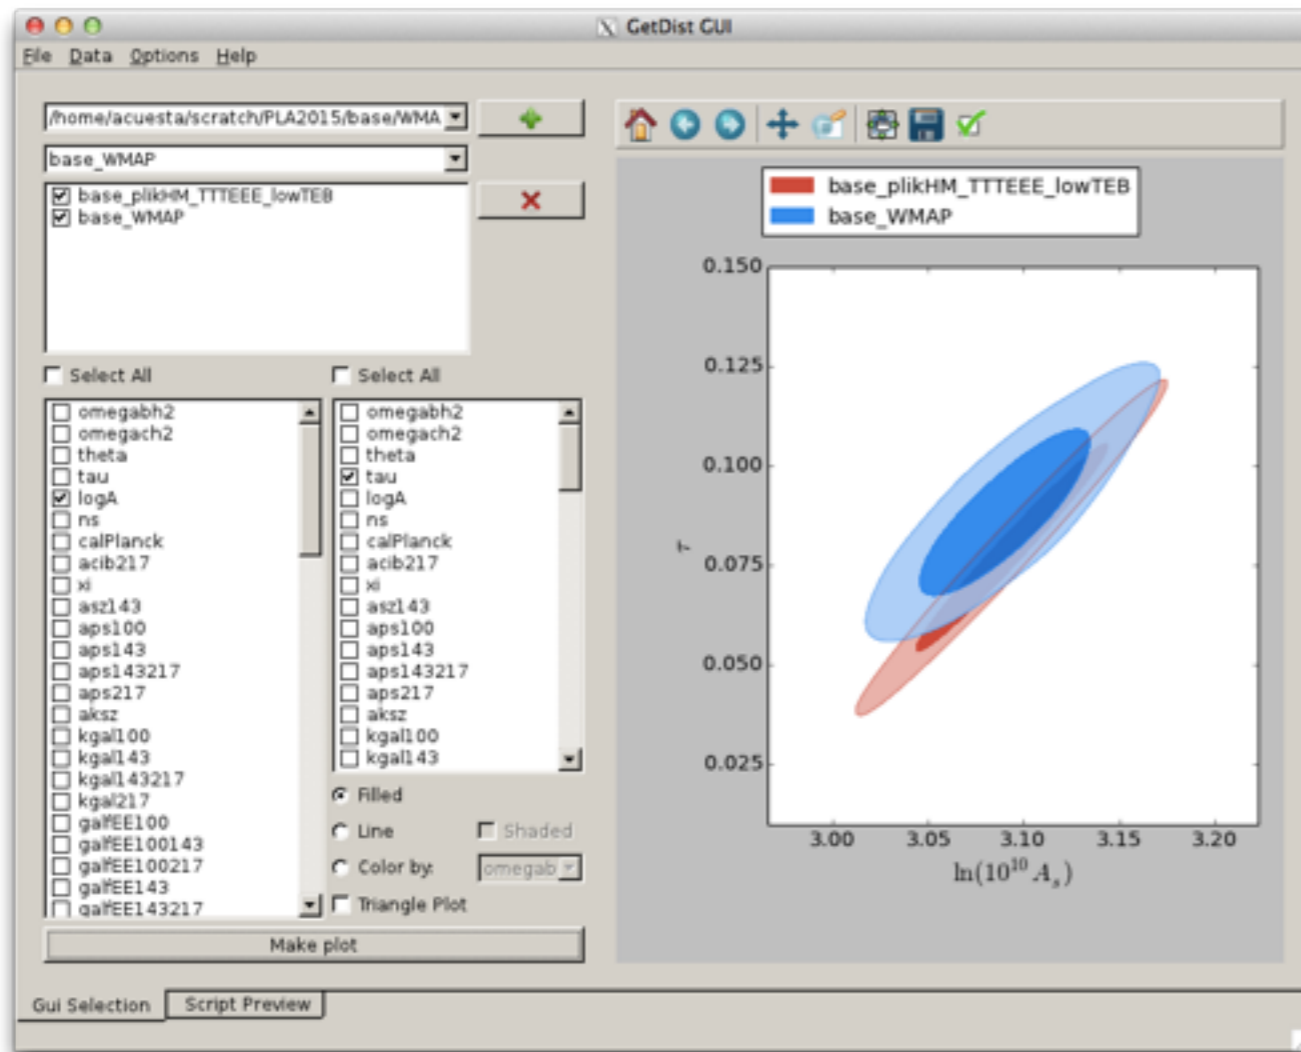 GetDist GUI
File Data Options Help
/home/acuesta/scratch/PLA2015/base/WMA
base_WMAP
base_plikHM_TTTEEE_lowTEB
base_WMAP
Select All
omegabh2
omegach2
theta
tau
logA
ns
calPlanck
acib217
xi
asz143
aps100
aps143
aps143217
aps217
aksz
kgal100
kgal143
kgal143217
kgal217
galfEE100
galfEE100143
galfEE100217
galfEE143
galfEE143217
Select All
omegabh2
omegach2
theta
tau
logA
ns
calPlanck
acib217
xi
asz143
aps100
aps143
aps143217
aps217
aksz
kgal100
kgal143
Filled
Line Shaded
Color by: omegab
Triangle Plot
Make plot
Gui Selection Script Preview
base_plikHM_TTTEEE_lowTEB
base_WMAP
0.150
0.125
0.100
0.075
0.050
0.025
τ
3.00 3.05 3.10 3.15 3.20
ln(10^10 A_s)